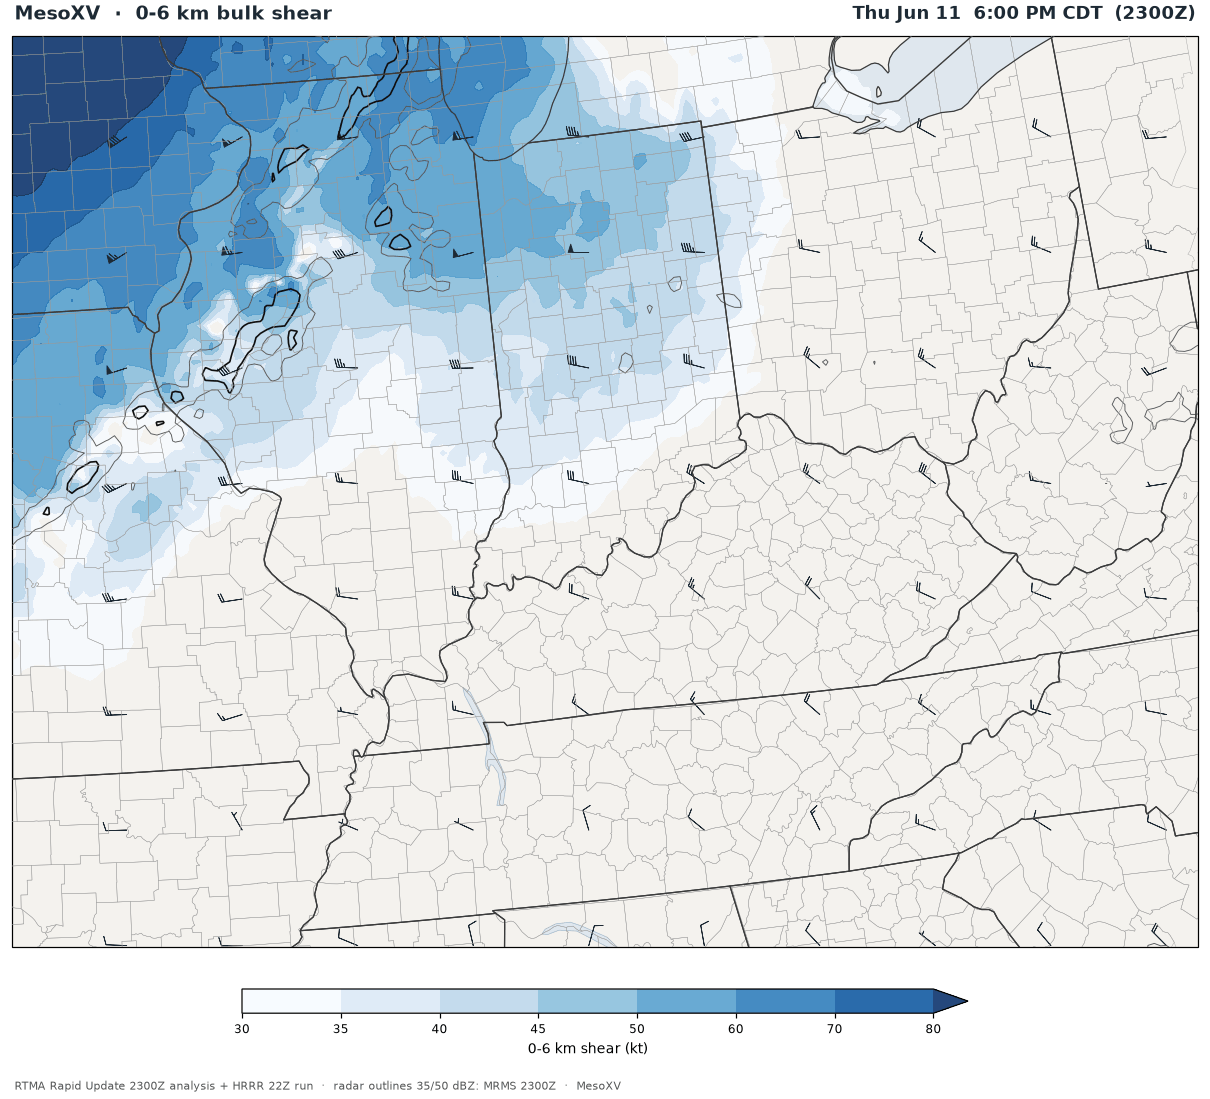 MesoXV · 0-6 km bulk shear
Thu Jun 11 6:00 PM CDT (2300Z)
30 35 40 45 50 60 70 80
0-6 km shear (kt)
RTMA Rapid Update 2300Z analysis + HRRR 22Z run · radar outlines 35/50 dBZ: MRMS 2300Z · MesoXV